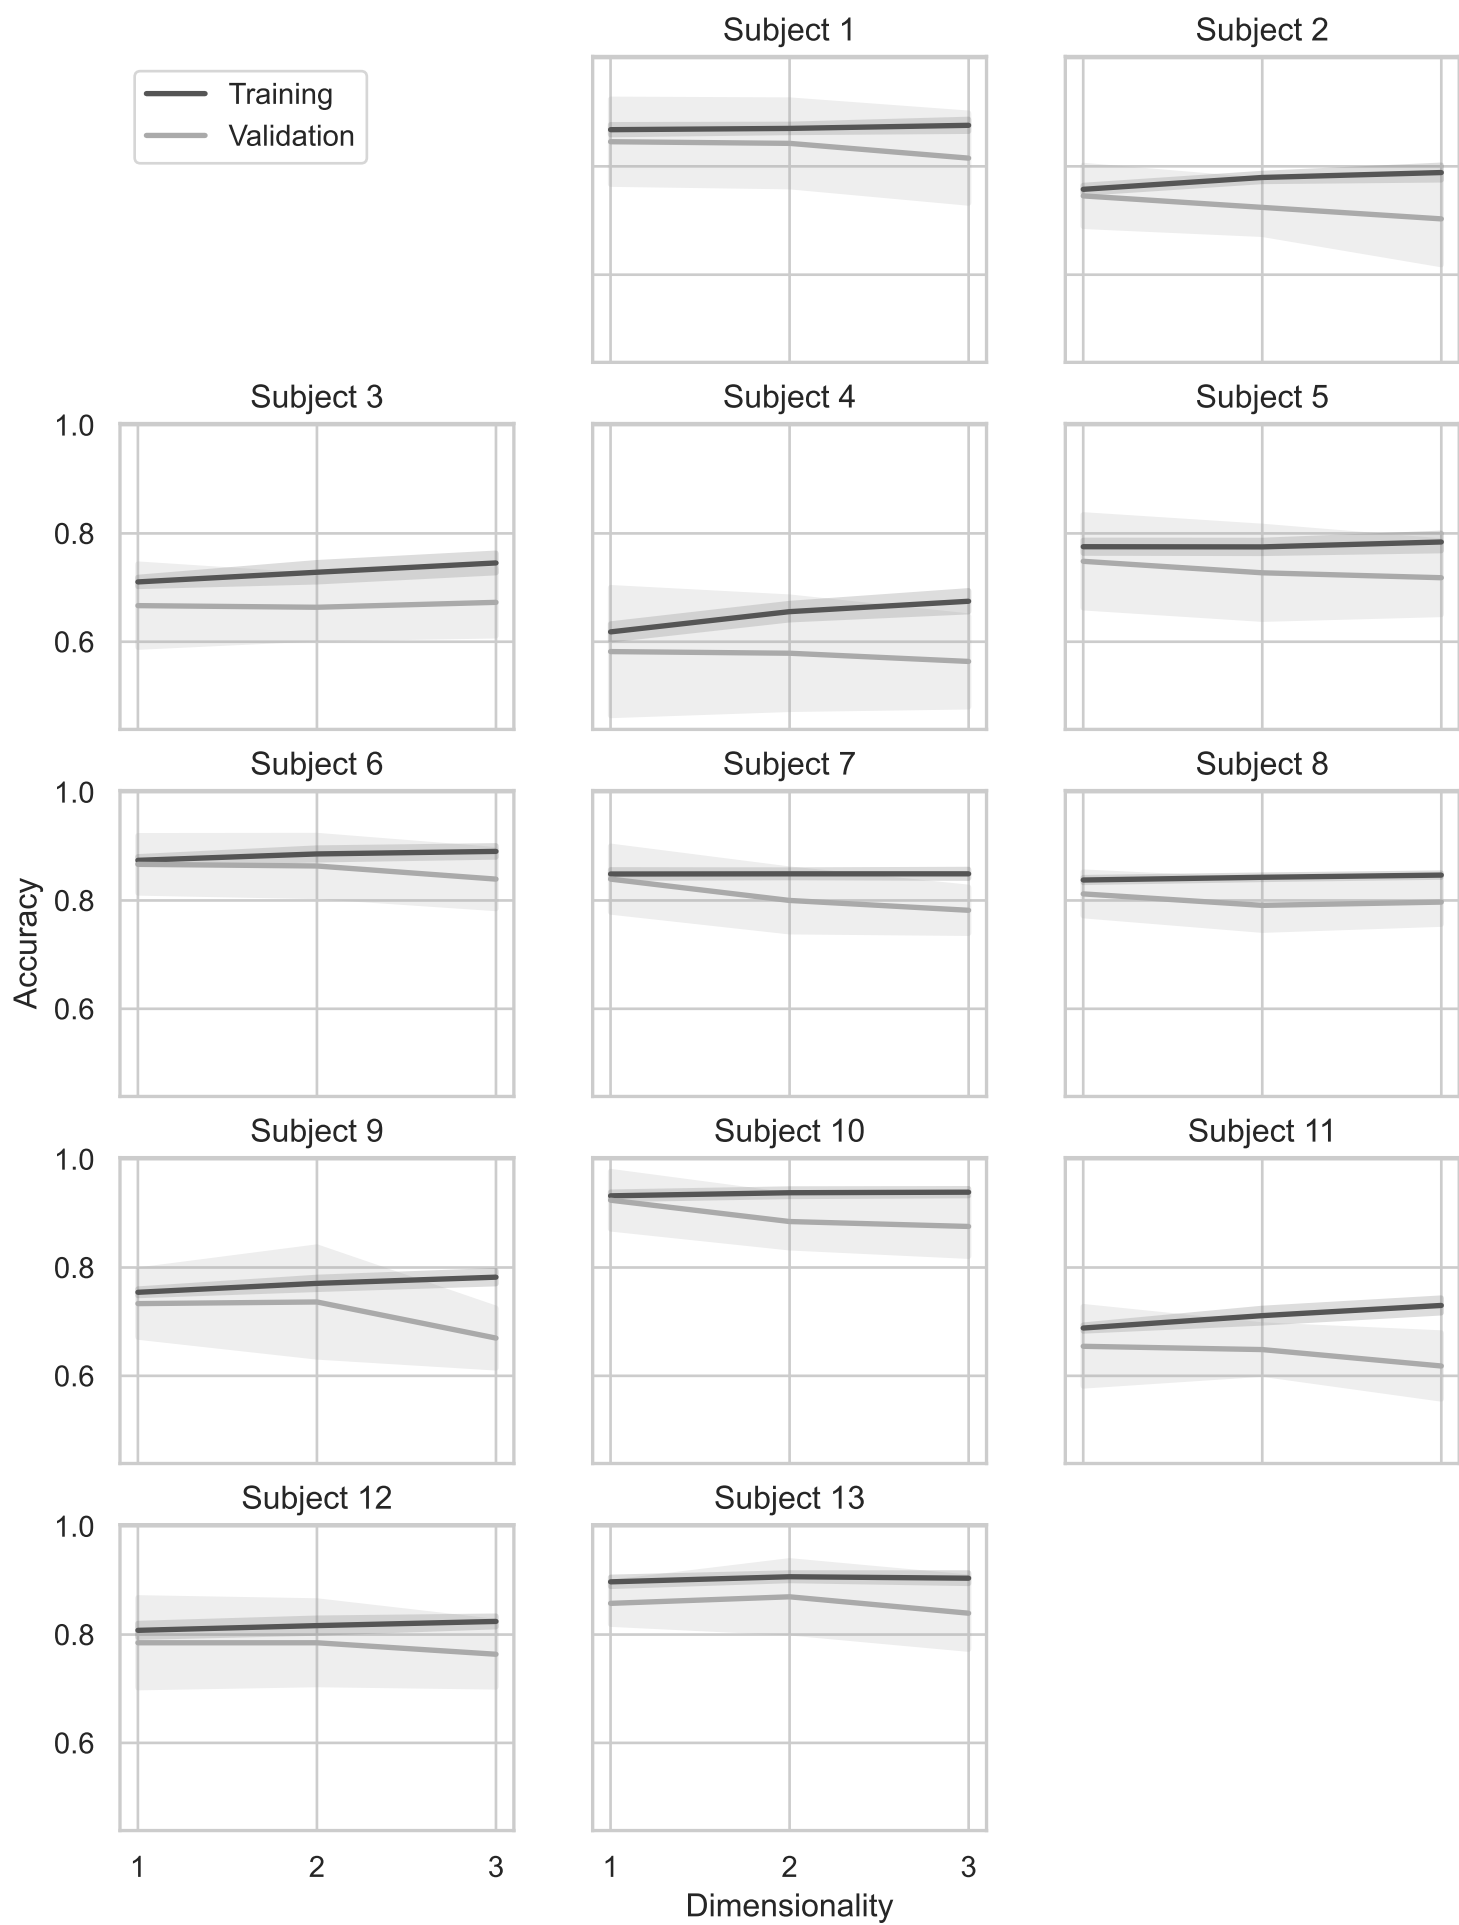 Subject 1
Subject 2
Training
Validation
Subject 3
Subject 4
Subject 5
1.0
0.8
0.6
Subject 6
Subject 7
Subject 8
1.0
0.8
0.6
Accuracy
Subject 9
Subject 10
Subject 11
1.0
0.8
0.6
Subject 12
Subject 13
1.0
0.8
0.6
1 2 3
1 2 3
Dimensionality